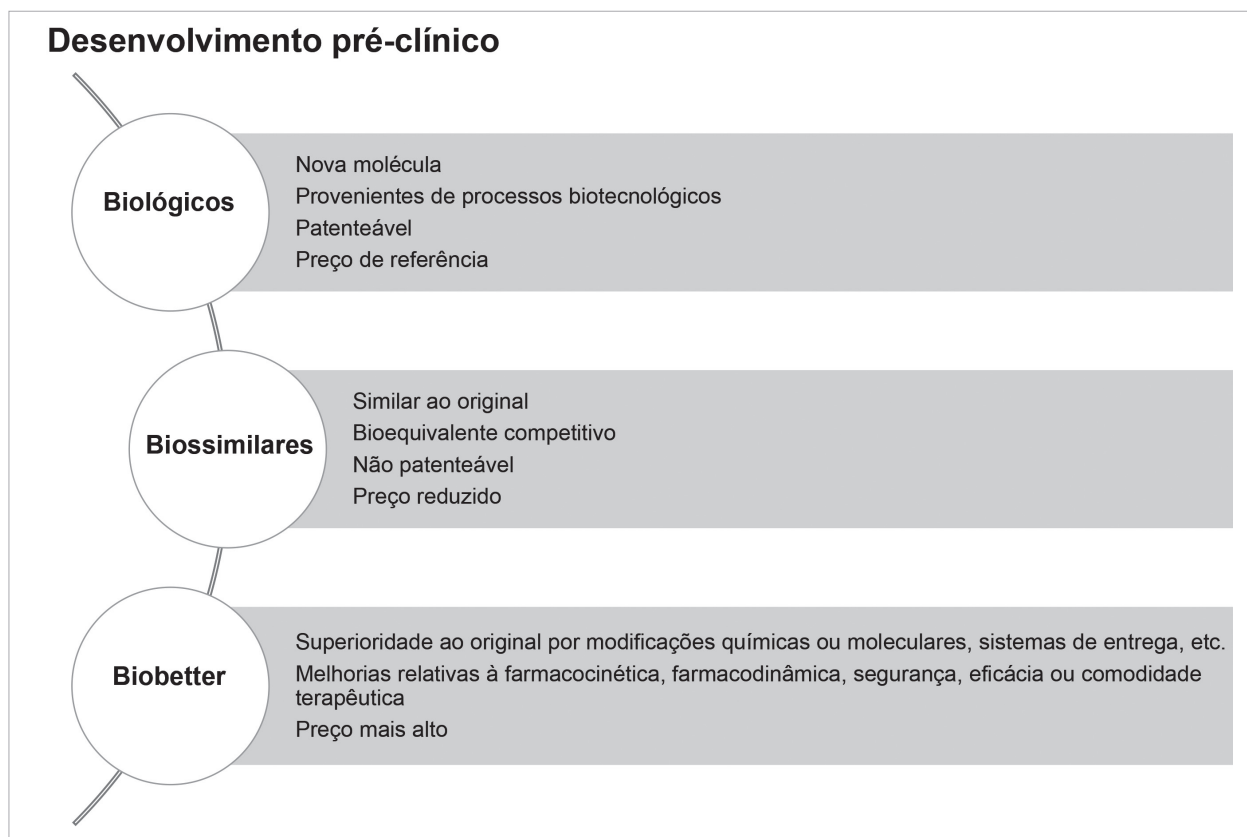 Desenvolvimento pré-clínico
Biológicos
Nova molécula
Provenientes de processos biotecnológicos
Patenteável
Preço de referência
Biossimilares
Similar ao original
Bioequivalente competitivo
Não patenteável
Preço reduzido
Biobetter
Superioridade ao original por modificações químicas ou moleculares, sistemas de entrega, etc.
Melhorias relativas à farmacocinética, farmacodinâmica, segurança, eficácia ou comodidade
terapêutica
Preço mais alto